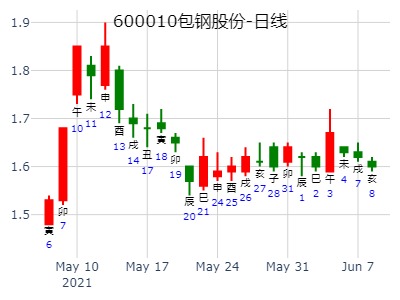 600010包钢股份-日线
1.9
1.8
1.7
1.6
1.5
寅
6
卯
7
午
10
未
11
申
12
酉
13
戌
14
丑
17
寅
18
卯
19
辰
20
巳
21
申
24
酉
25
戌
26
亥
27
子
28
卯
31
辰
1
巳
2
午
3
未
4
戌
7
亥
8
May 10
May 17
May 24
May 31
Jun 7
2021